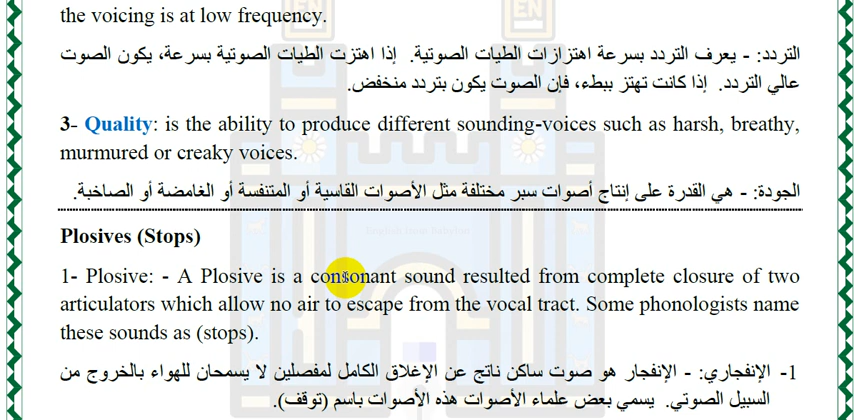 the voicing is at low frequency.
التردد: - يعرف التردد بسرعة اهتزازات الطيات الصوتية. إذا اهتزت الطيات الصوتية بسرعة، يكون الصوت
عالي التردد. إذا كانت تهتز ببطء، فإن الصوت يكون بتردد منخفض.
3- Quality: is the ability to produce different sounding-voices such as harsh, breathy,
murmured or creaky voices.
الجودة: - هي القدرة على إنتاج أصوات سبر مختلفة مثل الأصوات القاسية أو المتنفسة أو الغامضة أو الصاخبة.
Plosives (Stops)
1- Plosive: - A Plosive is a consonant sound resulted from complete closure of two
articulators which allow no air to escape from the vocal tract. Some phonologists name
these sounds as (stops).
1- الإنفجاري: - الإنفجار هو صوت ساكن ناتج عن الإغلاق الكامل لمفصلين لا يسمحان للهواء بالخروج من
السبيل الصوتي. يسمي بعض علماء الأصوات هذه الأصوات باسم (توقف).
EN
EN